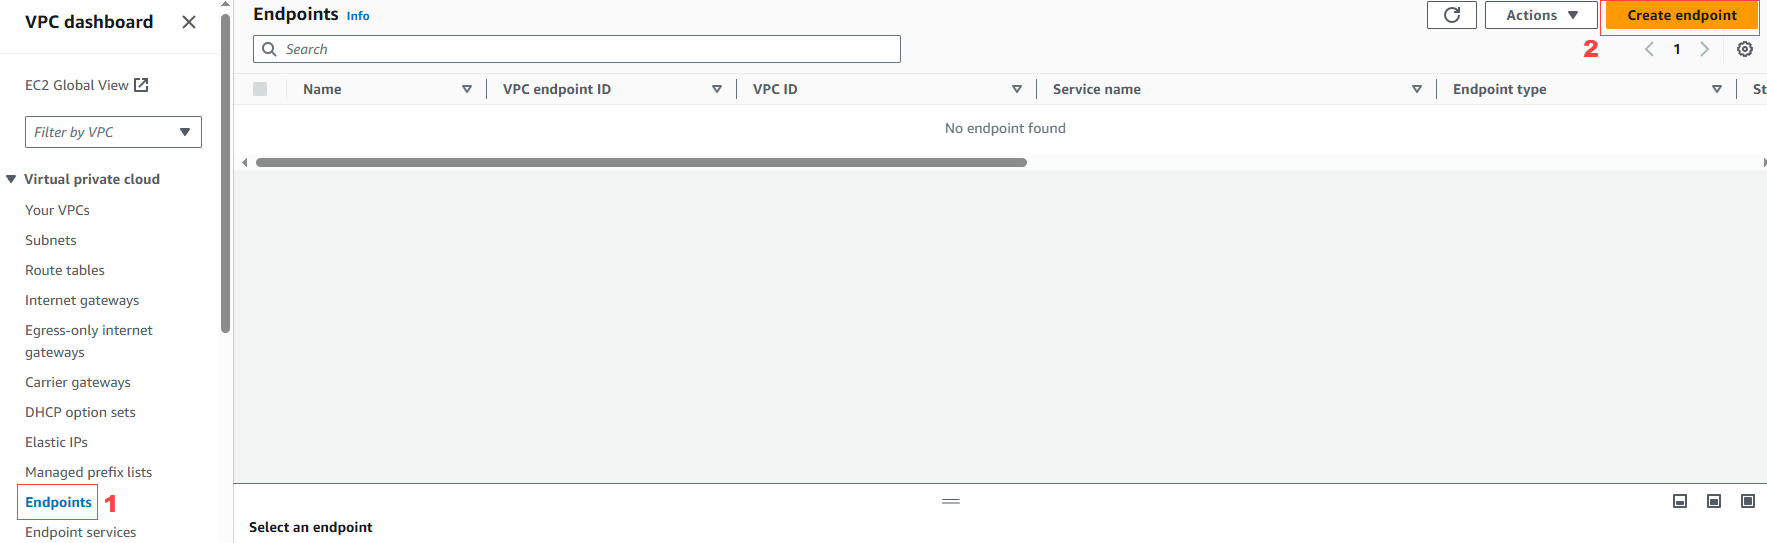 VPC dashboard
EC2 Global View
Filter by VPC
Virtual private cloud
Your VPCs
Subnets
Route tables
Internet gateways
Egress-only internet
gateways
Carrier gateways
DHCP option sets
Elastic IPs
Managed prefix lists
Endpoints 1
Endpoint services
Endpoints Info
Actions
Create endpoint
Search
2
1
Name VPC endpoint ID VPC ID Service name Endpoint type St
No endpoint found
Select an endpoint